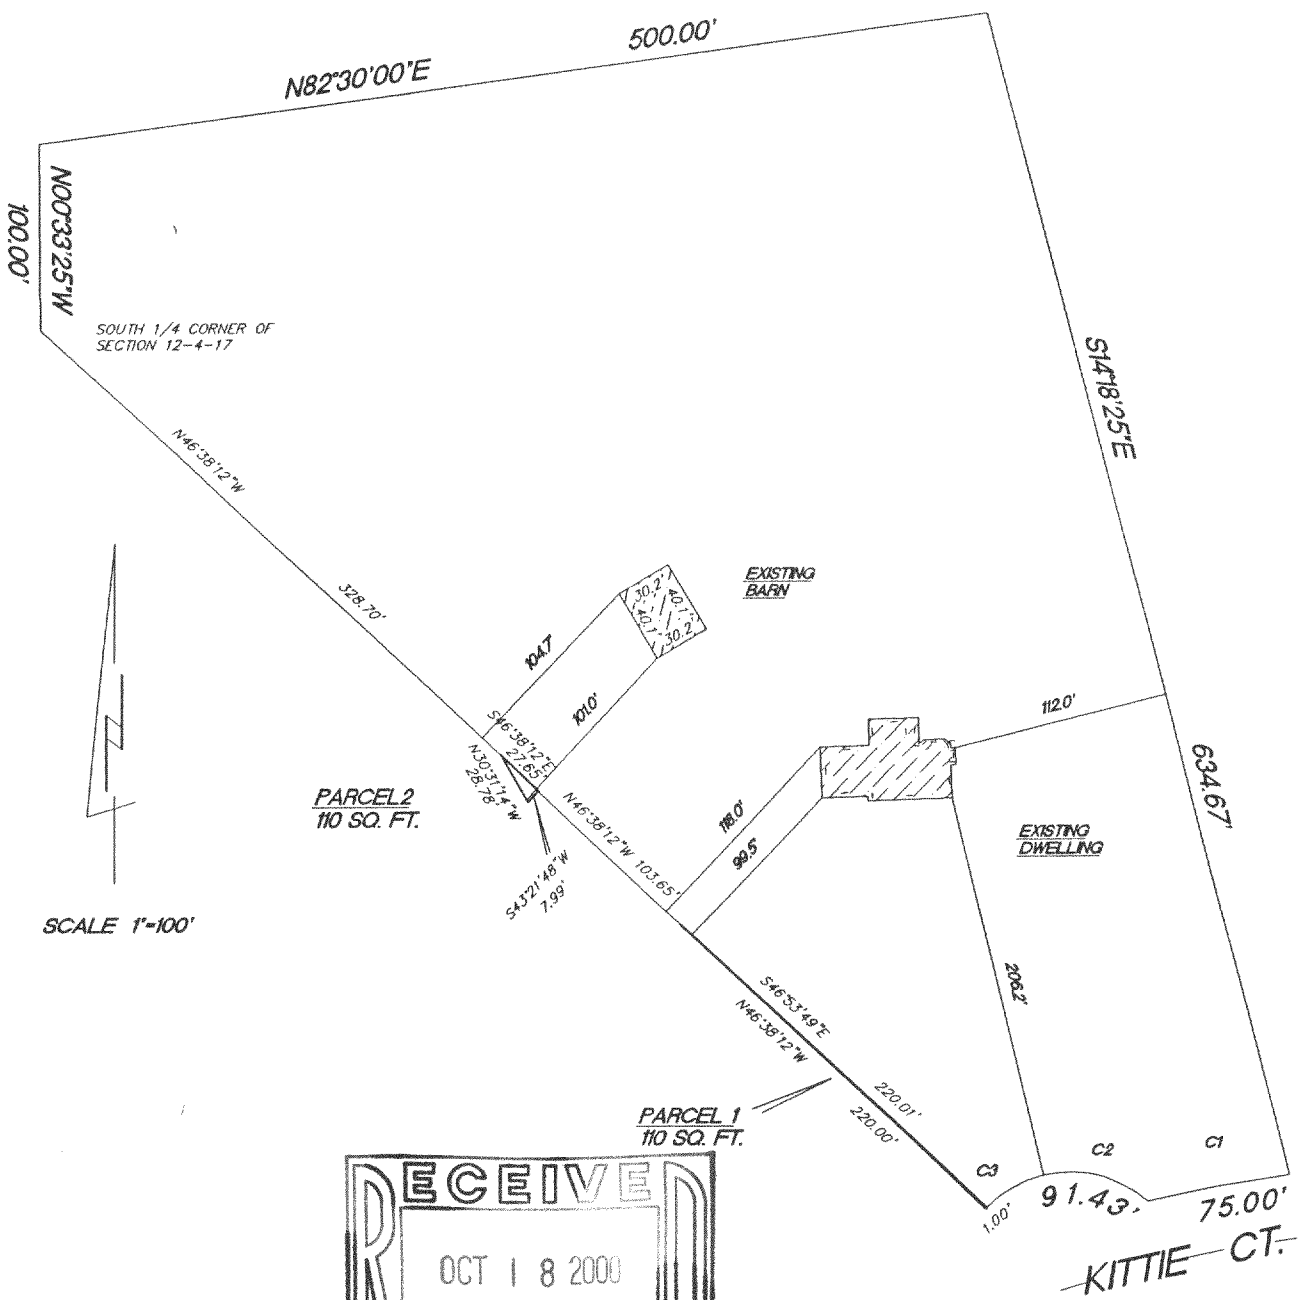 500.00'
N82°30'00"E
N00°33'25"W
100.00'
SOUTH 1/4 CORNER OF
SECTION 12-4-17
S14°18'25"E
N46°38'12"W
328.70'
EXISTING
BARN
30.2'
40.1'
40.1'
30.2'
104.7'
101.0'
S46°38'12"E
27.65'
N30°31'14"W
28.78'
PARCEL 2
110 SQ. FT.
S43°21'48"W
7.99'
N46°38'12"W 103.65'
118.0'
99.5'
112.0'
634.67'
EXISTING
DWELLING
SCALE 1"=100'
206.2'
S46°53'49"E
N46°38'12"W
220.01'
220.00'
PARCEL 1
110 SQ. FT.
C3
C2
C1
1.00'
91.43'
75.00'
KITTIE CT.
RECEIVED
OCT 18 2000